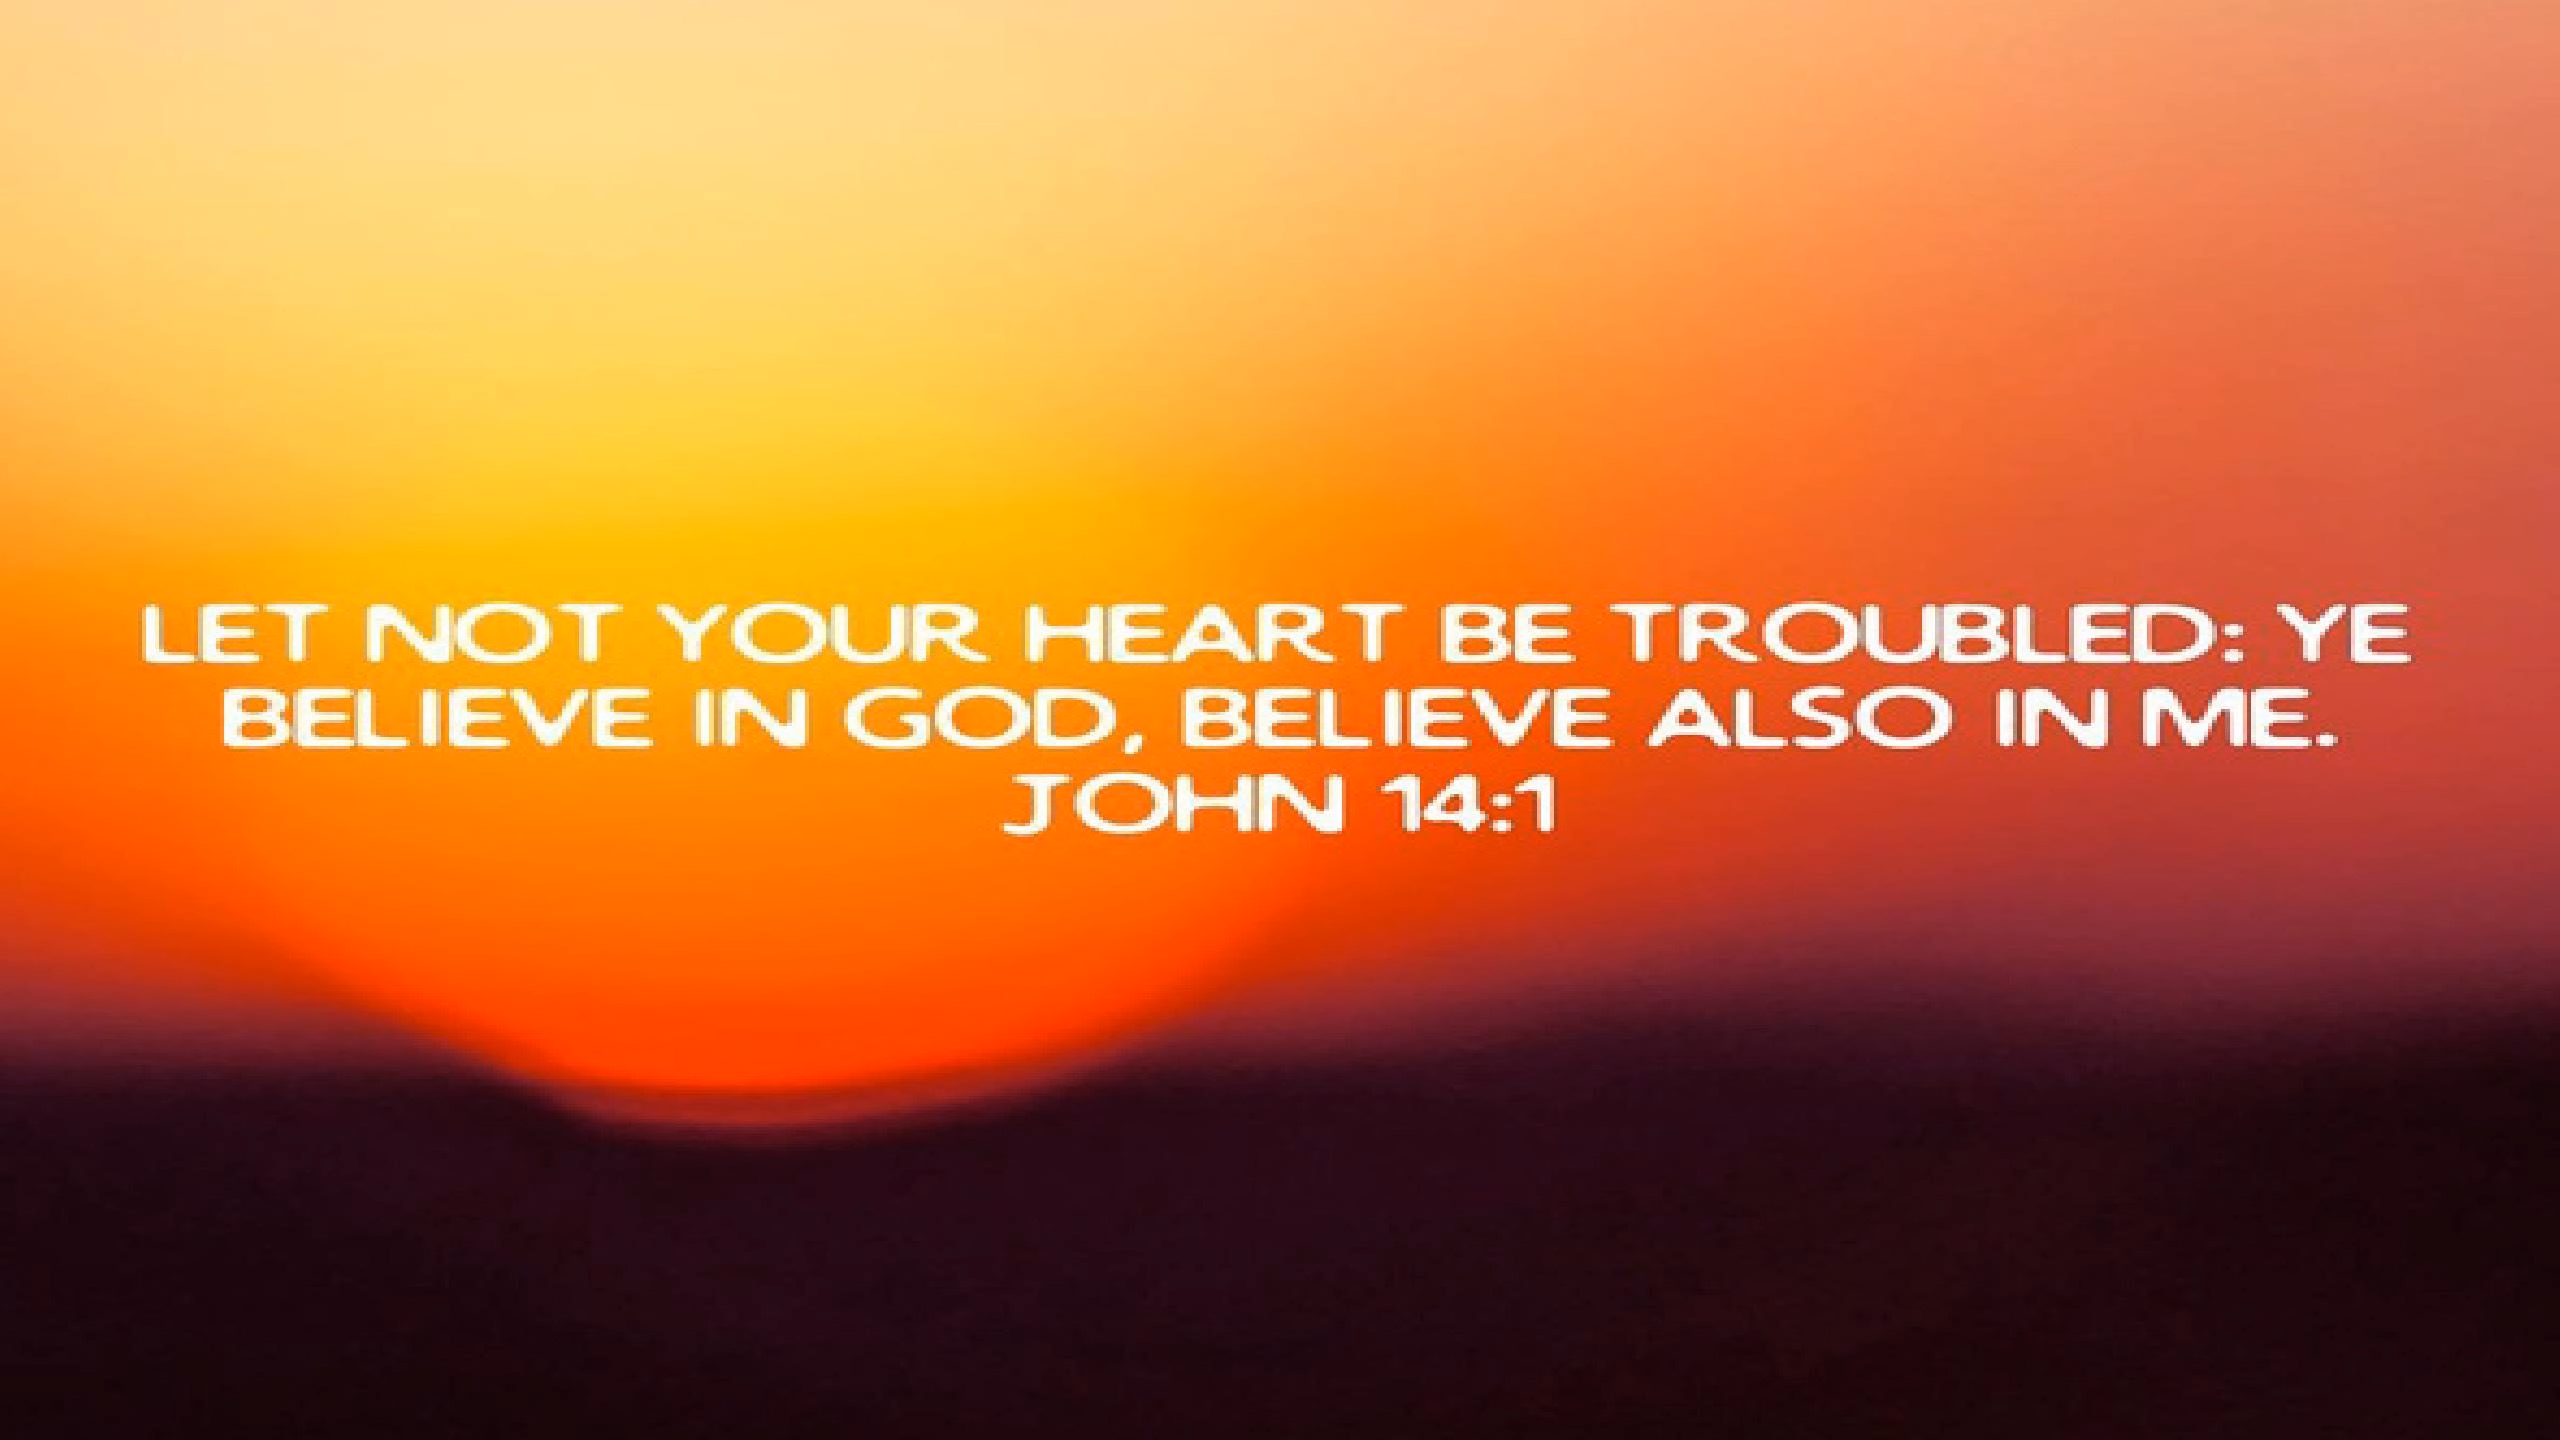 LET NOT YOUR HEART BE TROUBLED: YE
BELIEVE IN GOD, BELIEVE ALSO IN ME.
JOHN 14:1